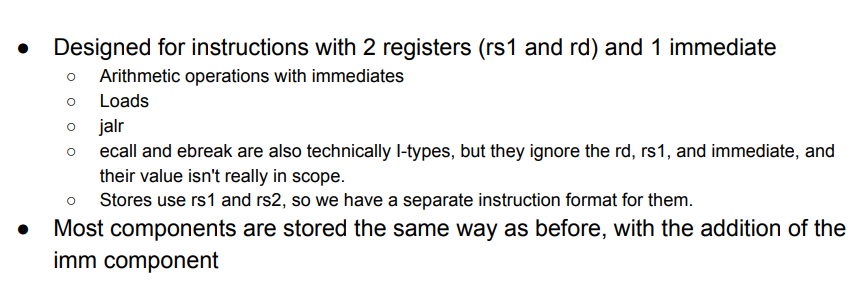 ● Designed for instructions with 2 registers (rs1 and rd) and 1 immediate
○ Arithmetic operations with immediates
○ Loads
○ jalr
○ ecall and ebreak are also technically I-types, but they ignore the rd, rs1, and immediate, and
their value isn't really in scope.
○ Stores use rs1 and rs2, so we have a separate instruction format for them.
● Most components are stored the same way as before, with the addition of the
imm component